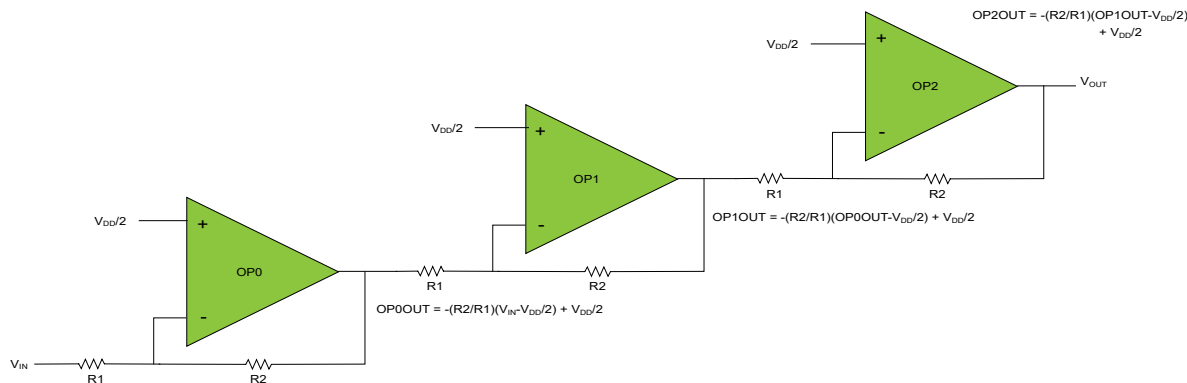 OP2OUT = -(R2/R1)(OP1OUT-VDD/2)
+ VDD/2
VDD/2
+
OP2
-
VOUT
R1
R2
VDD/2
+
OP1
-
OP1OUT = -(R2/R1)(OP0OUT-VDD/2) + VDD/2
R1
R2
VDD/2
+
OP0
-
OP0OUT = -(R2/R1)(VIN-VDD/2) + VDD/2
VIN
R1
R2